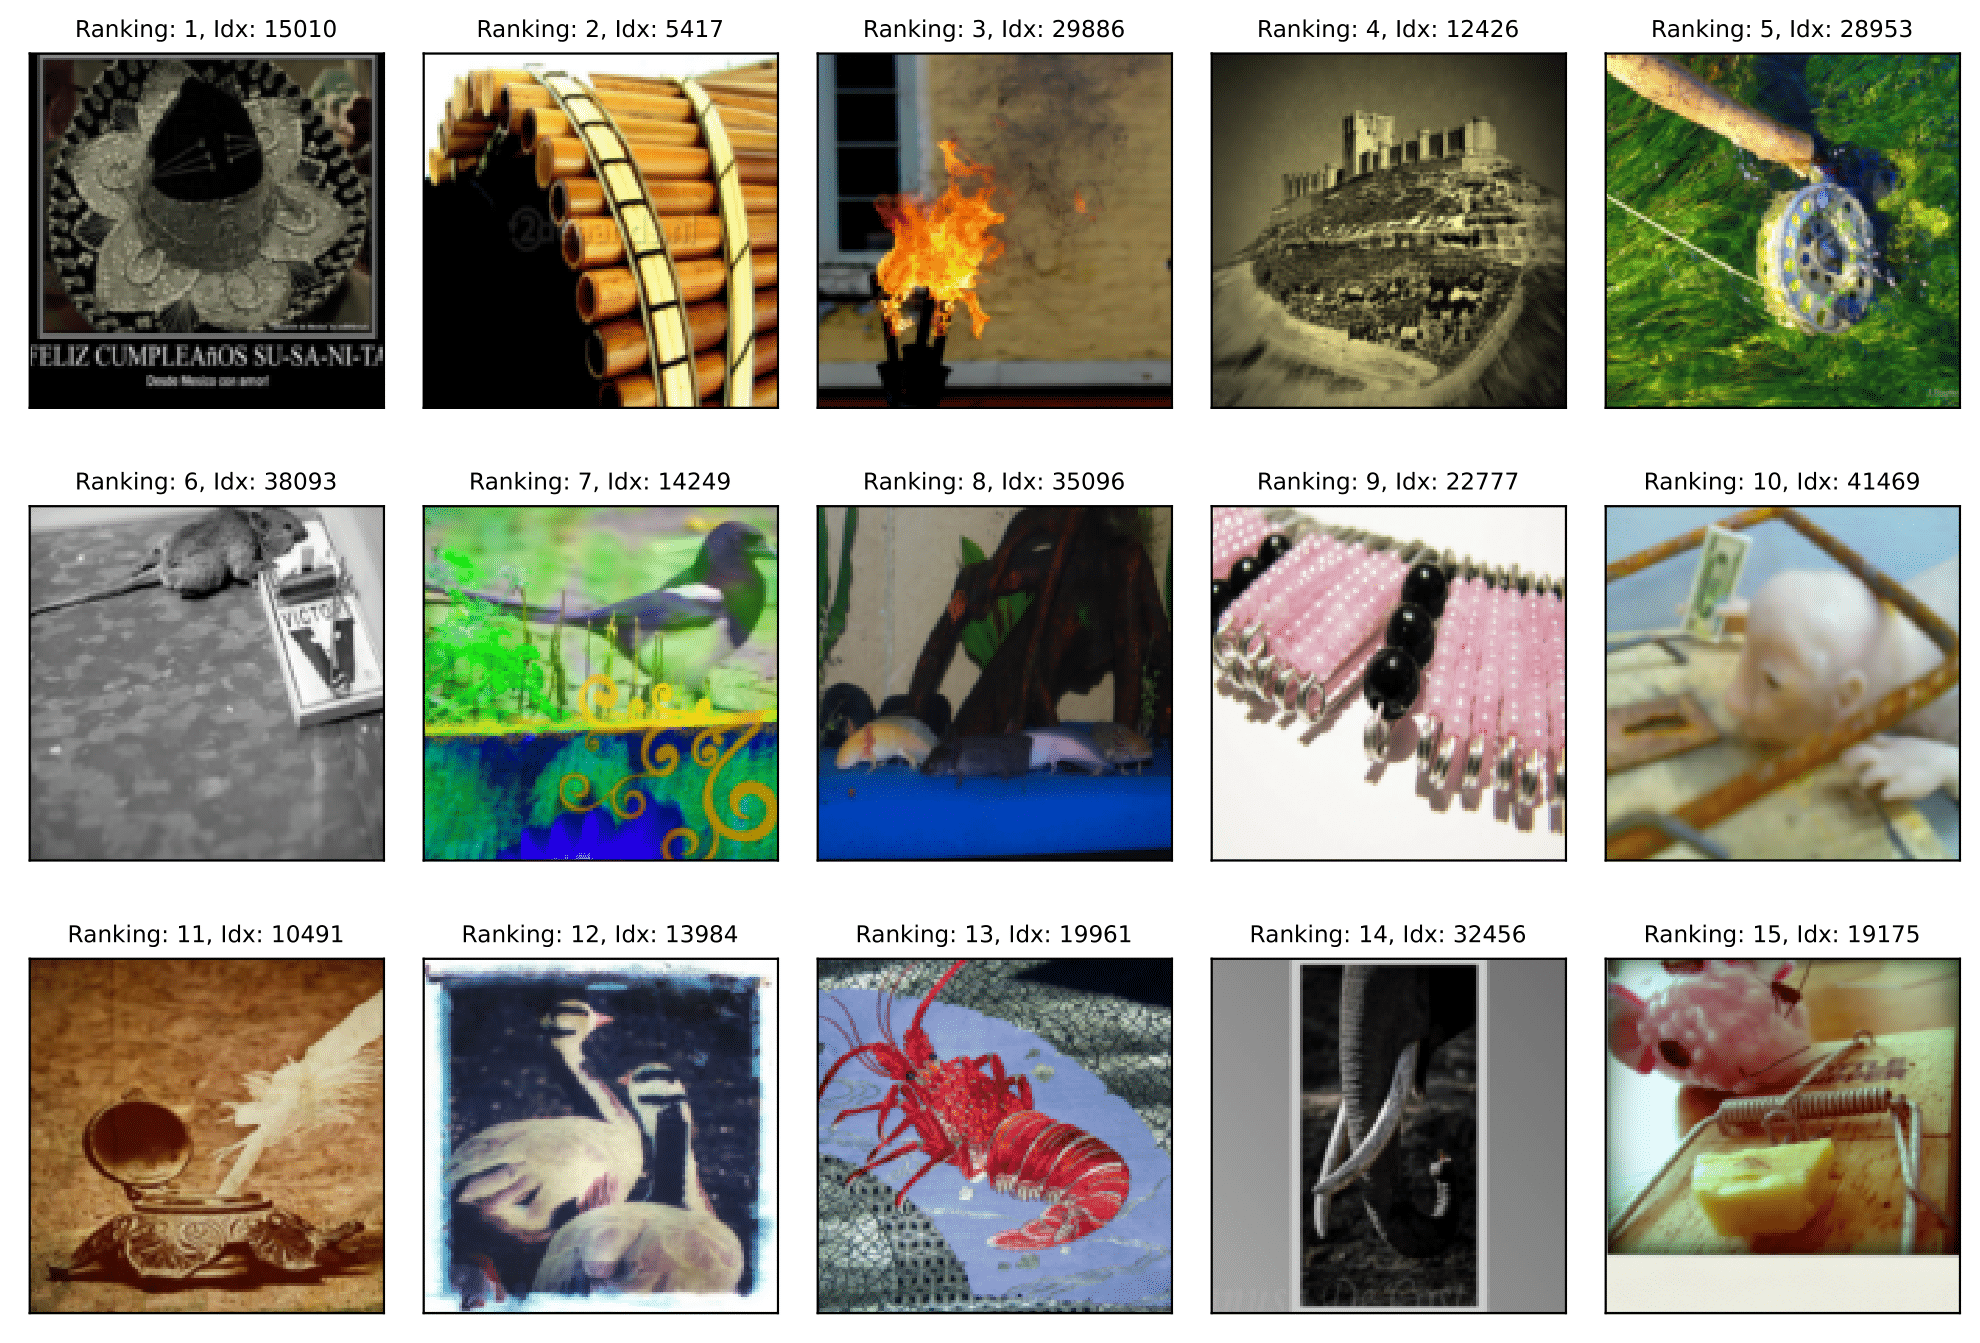 Ranking: 1, Idx: 15010
Ranking: 2, Idx: 5417
Ranking: 3, Idx: 29886
Ranking: 4, Idx: 12426
Ranking: 5, Idx: 28953
FELIZ CUMPLEAñOS SU-SA-NI-TA
Desde Mexico con amor!
Ranking: 6, Idx: 38093
Ranking: 7, Idx: 14249
Ranking: 8, Idx: 35096
Ranking: 9, Idx: 22777
Ranking: 10, Idx: 41469
VICTO
Ranking: 11, Idx: 10491
Ranking: 12, Idx: 13984
Ranking: 13, Idx: 19961
Ranking: 14, Idx: 32456
Ranking: 15, Idx: 19175